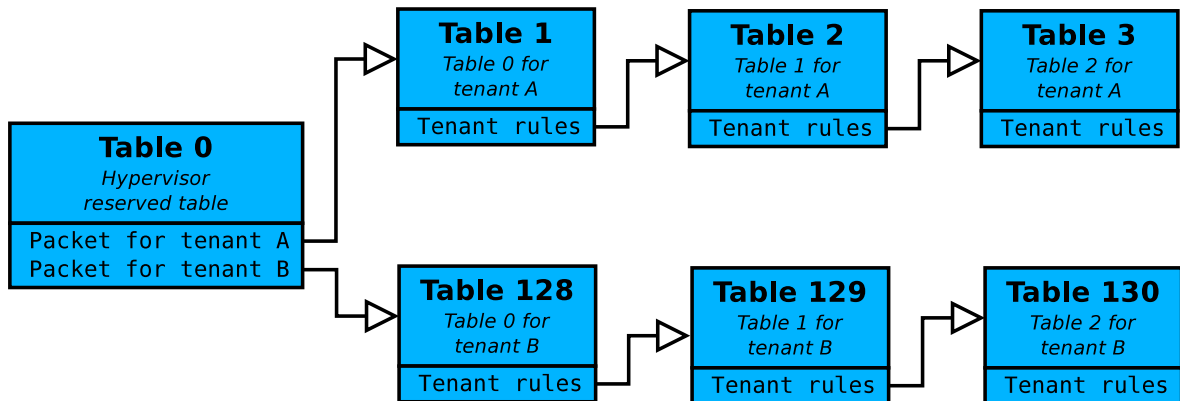 Table 0
Hypervisor
reserved table
Packet for tenant A
Packet for tenant B
Table 1
Table 0 for
tenant A
Tenant rules
Table 2
Table 1 for
tenant A
Tenant rules
Table 3
Table 2 for
tenant A
Tenant rules
Table 128
Table 0 for
tenant B
Tenant rules
Table 129
Table 1 for
tenant B
Tenant rules
Table 130
Table 2 for
tenant B
Tenant rules